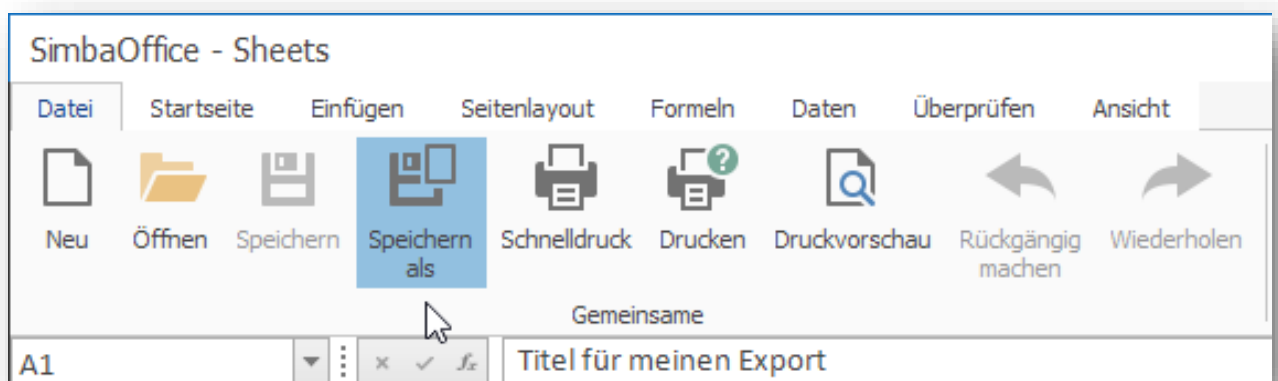 SimbaOffice - Sheets
Datei Startseite Einfügen Seitenlayout Formeln Daten Überprüfen Ansicht
Neu Öffnen Speichern Speichern als Schnelldruck Drucken Druckvorschau Rückgängig machen Wiederholen
Gemeinsame
A1 fx Titel für meinen Export